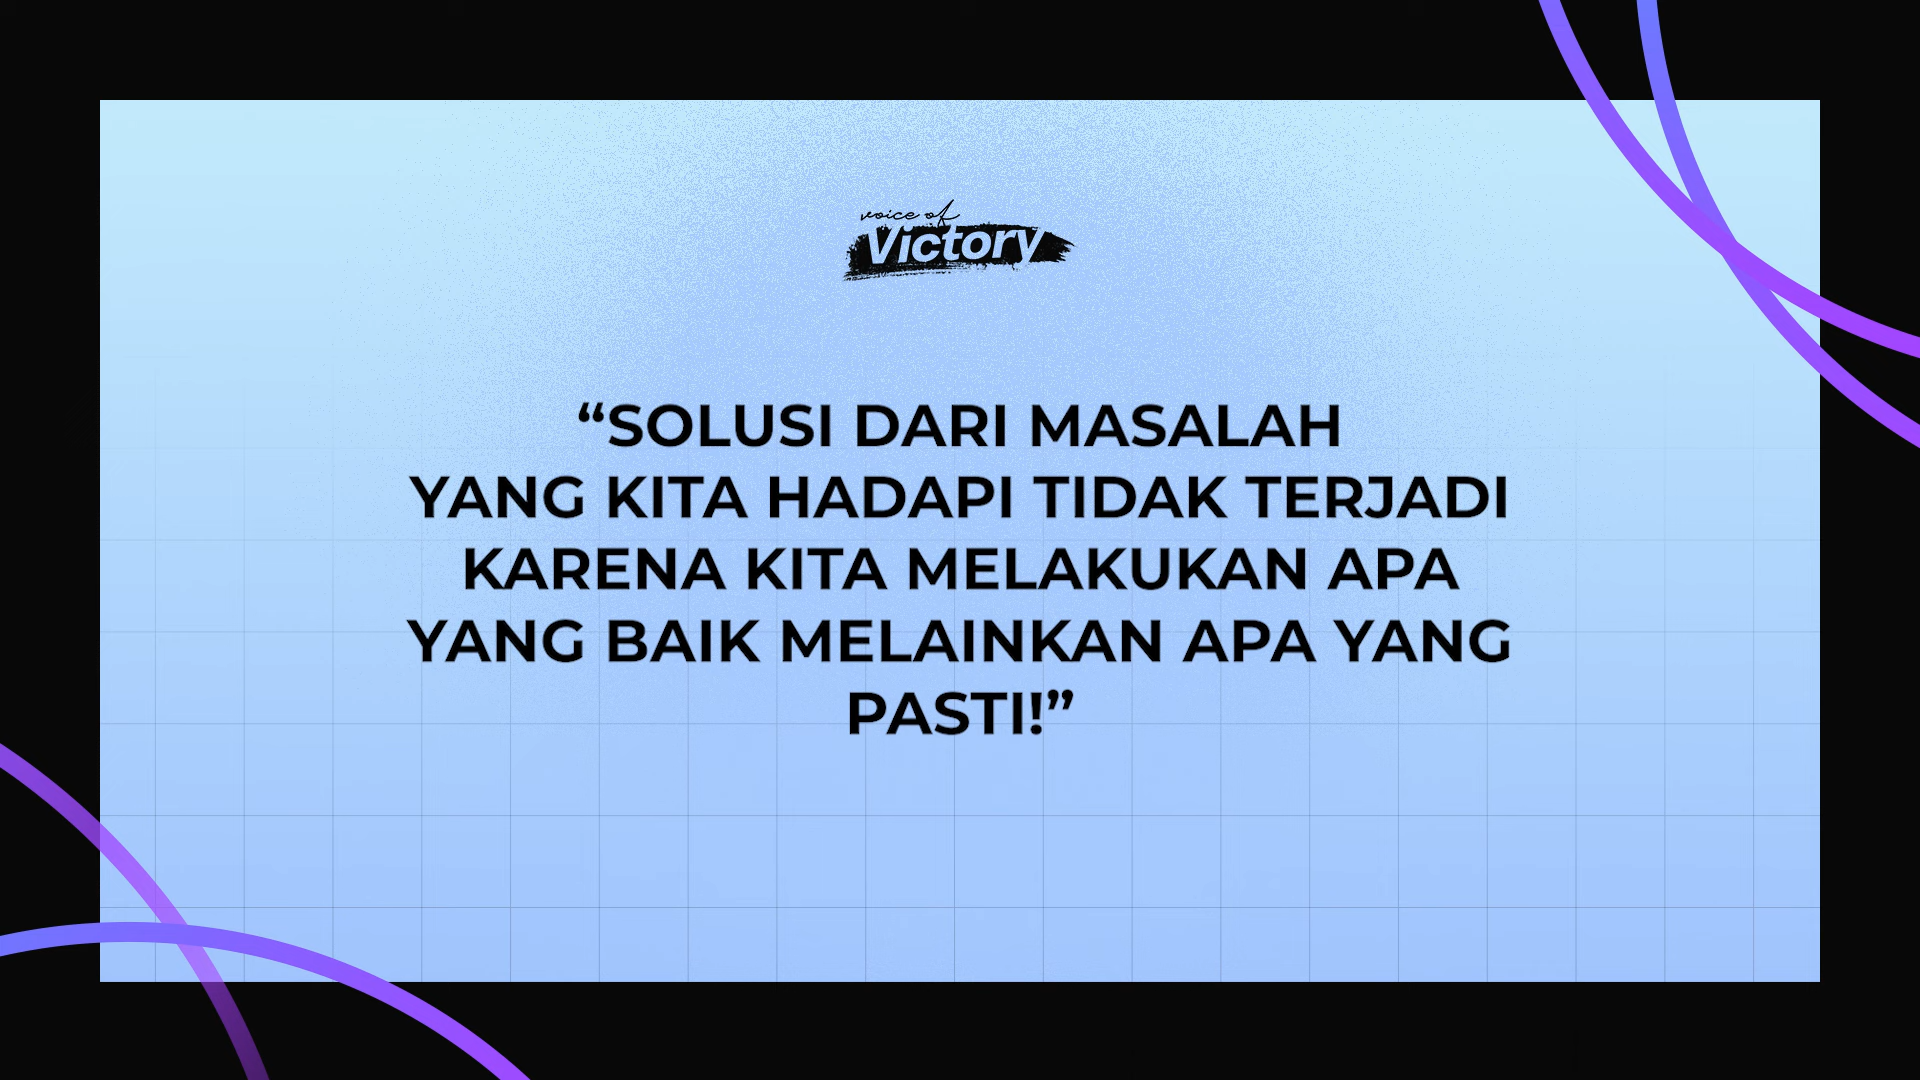 voice of
Victory
“SOLUSI DARI MASALAH
YANG KITA HADAPI TIDAK TERJADI
KARENA KITA MELAKUKAN APA
YANG BAIK MELAINKAN APA YANG
PASTI!”